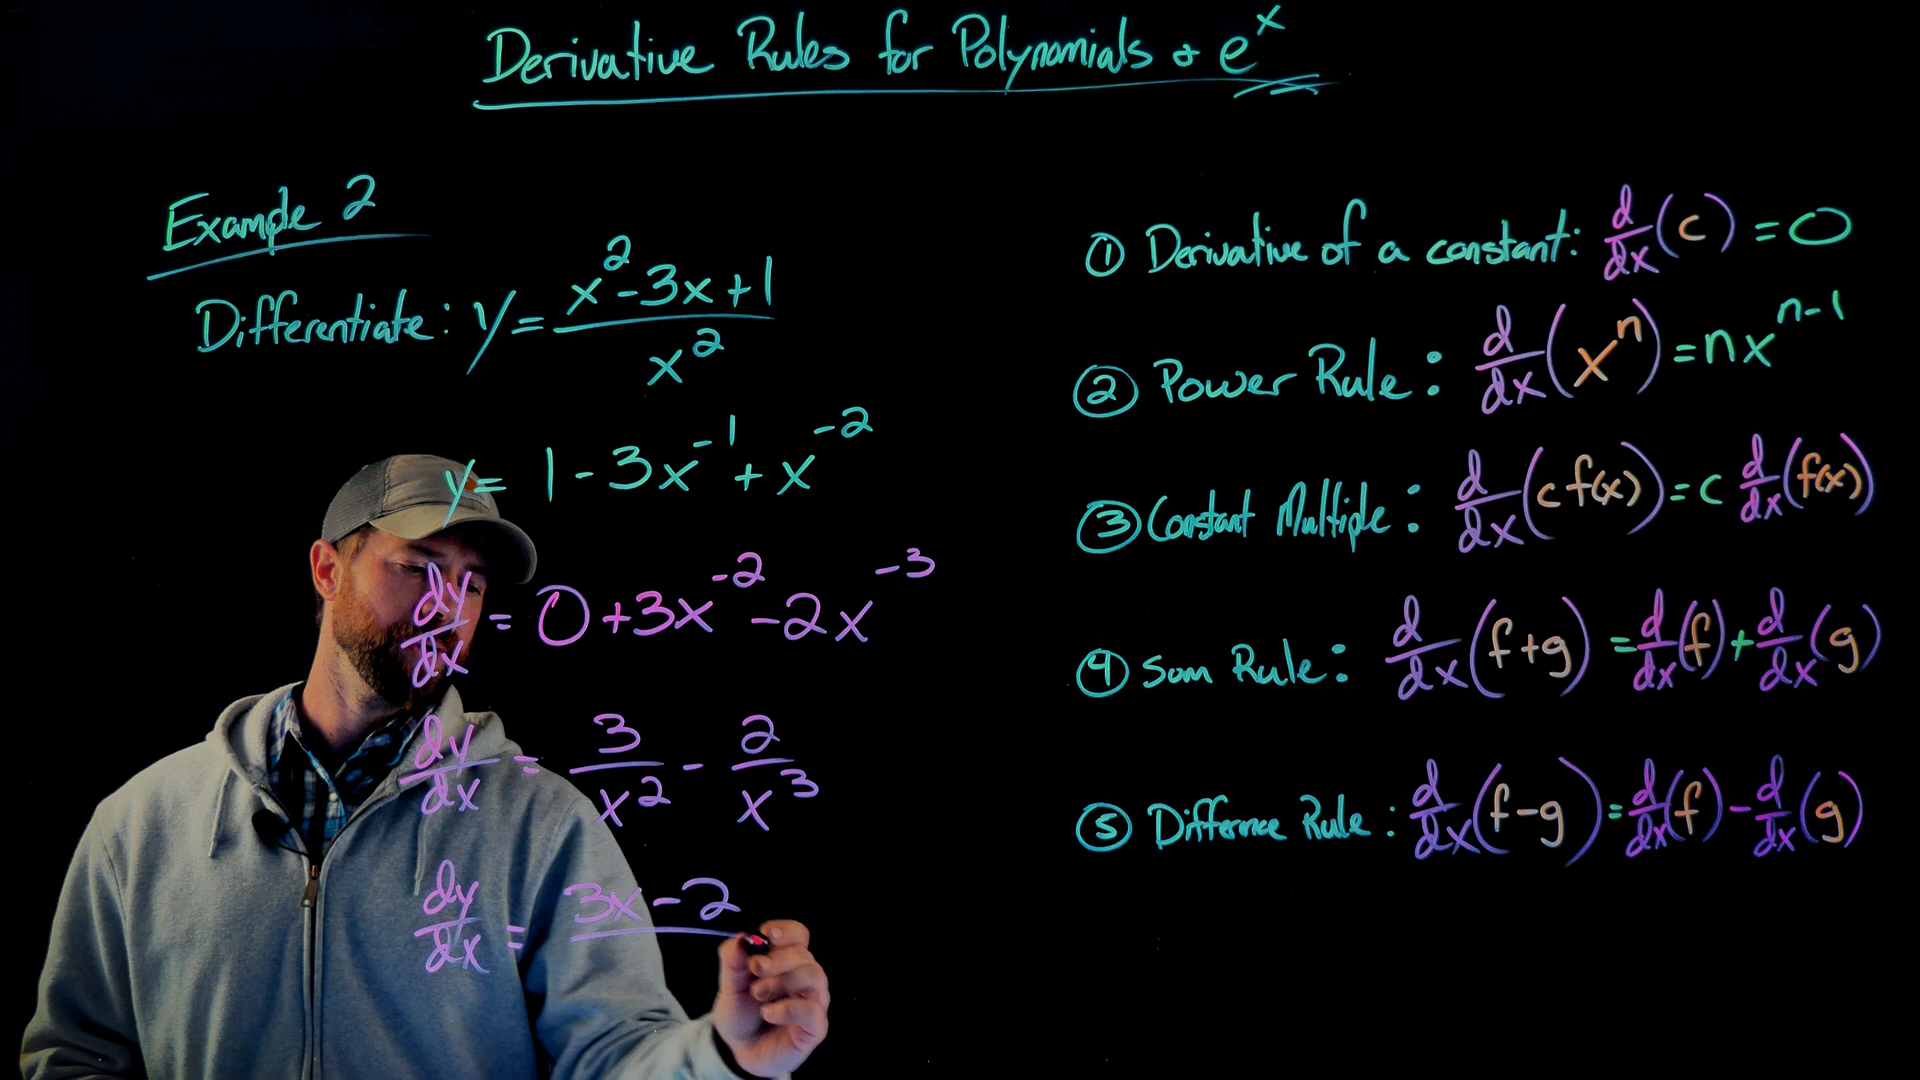 Derivative Rules for Polynomials & e^x
Example 2
Differentiate: y = (x^2 - 3x + 1)/(x^2)
y = 1 - 3x^-1 + x^-2
dy/dx = 0 + 3x^-2 - 2x^-3
dy/dx = 3/x^2 - 2/x^3
dy/dx = 3x - 2
① Derivative of a constant: d/dx (c) = 0
② Power Rule: d/dx (x^n) = nx^(n-1)
③ Constant Multiple: d/dx (c f(x)) = c d/dx (f(x))
④ Sum Rule: d/dx (f+g) = d/dx (f) + d/dx (g)
⑤ Difference Rule: d/dx (f-g) = d/dx (f) - d/dx (g)